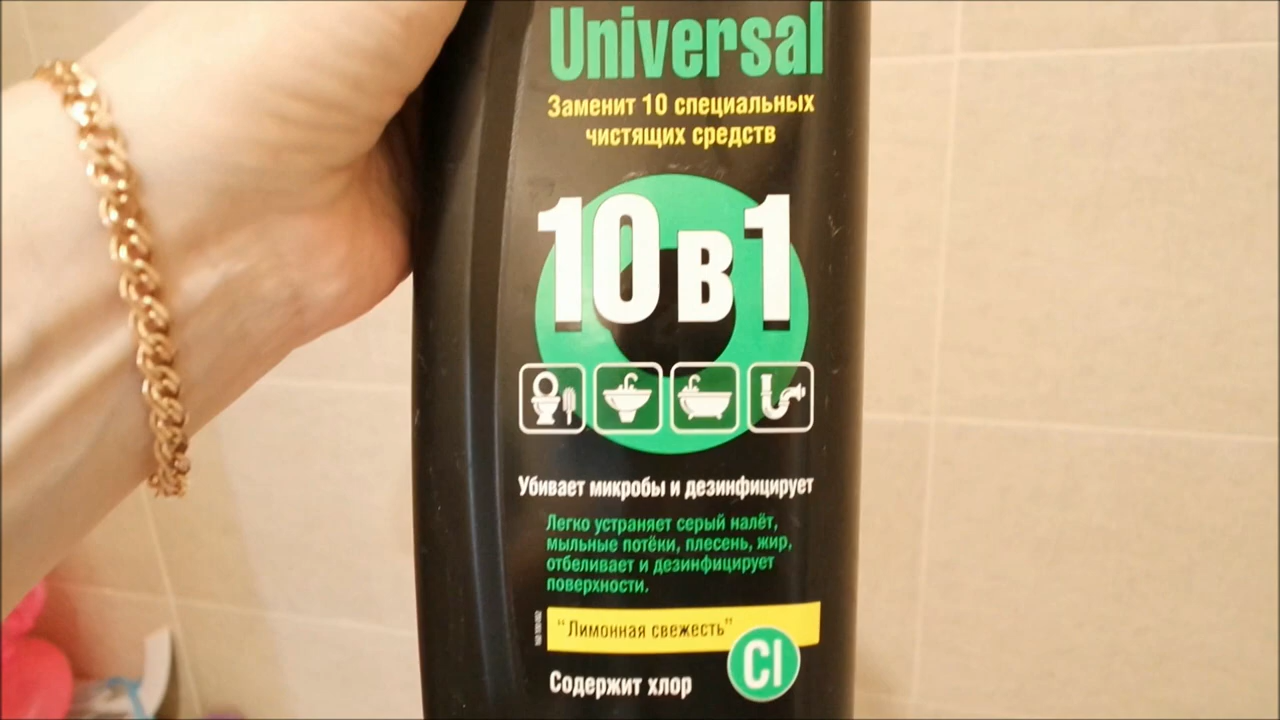 Universal
Заменит 10 специальных
чистящих средств
10 в 1
Убивает микробы и дезинфицирует
Легко устраняет серый налёт,
мыльные потёки, плесень, жир,
отбеливает и дезинфицирует
поверхности.
“Лимонная свежесть”
Cl
Содержит хлор